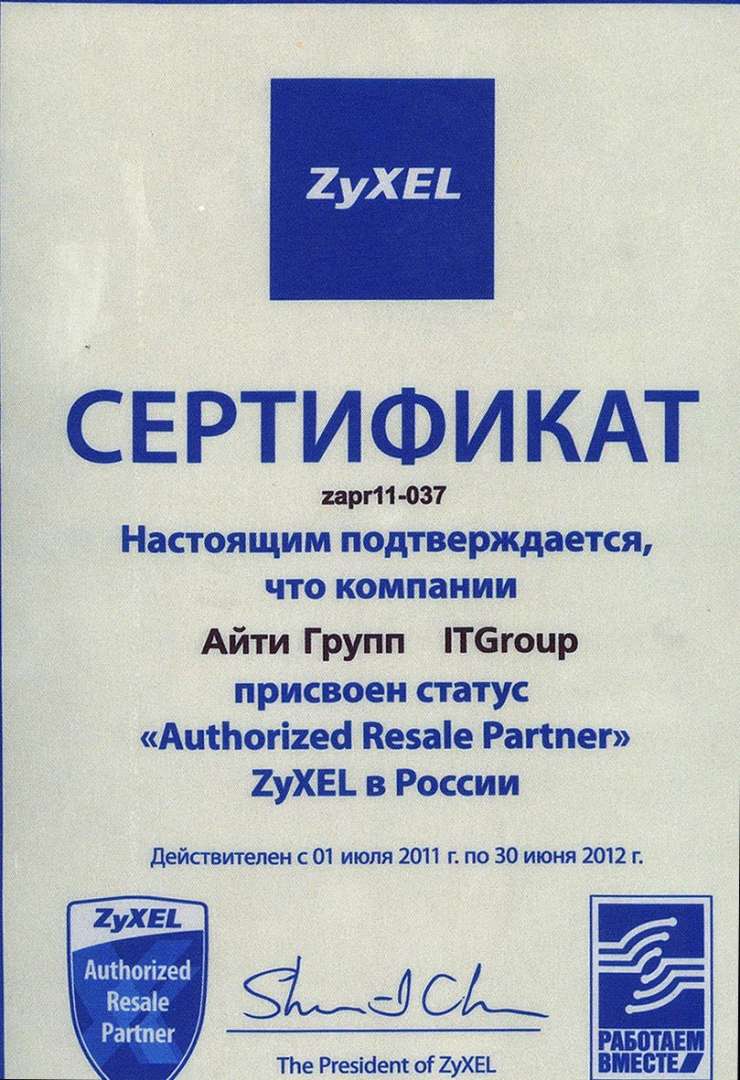 ZyXEL
СЕРТИФИКАТ
zapr11-037
Настоящим подтверждается,
что компании
Айти Групп ITGroup
присвоен статус
«Authorized Resale Partner»
ZyXEL в России
Действителен с 01 июля 2011 г. по 30 июня 2012 г.
ZyXEL
Authorized
Resale
Partner
The President of ZyXEL
РАБОТАЕМ
ВМЕСТЕ